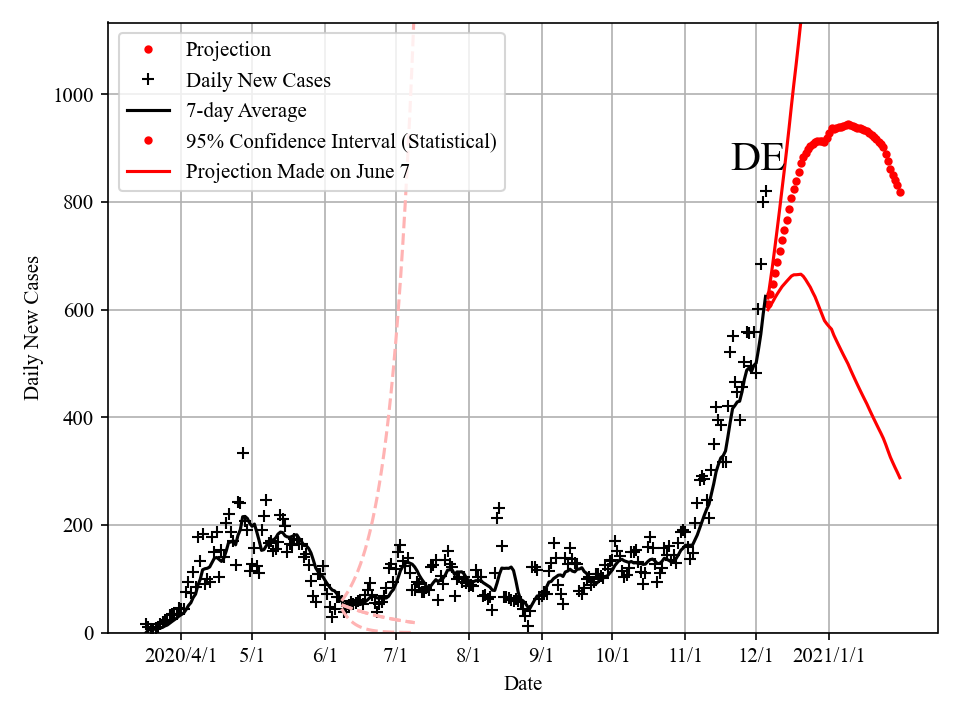 Projection
Daily New Cases
7-day Average
95% Confidence Interval (Statistical)
Projection Made on June 7
DE
Daily New Cases
1000
800
600
400
200
0
2020/4/1 5/1 6/1 7/1 8/1 9/1 10/1 11/1 12/1 2021/1/1
Date